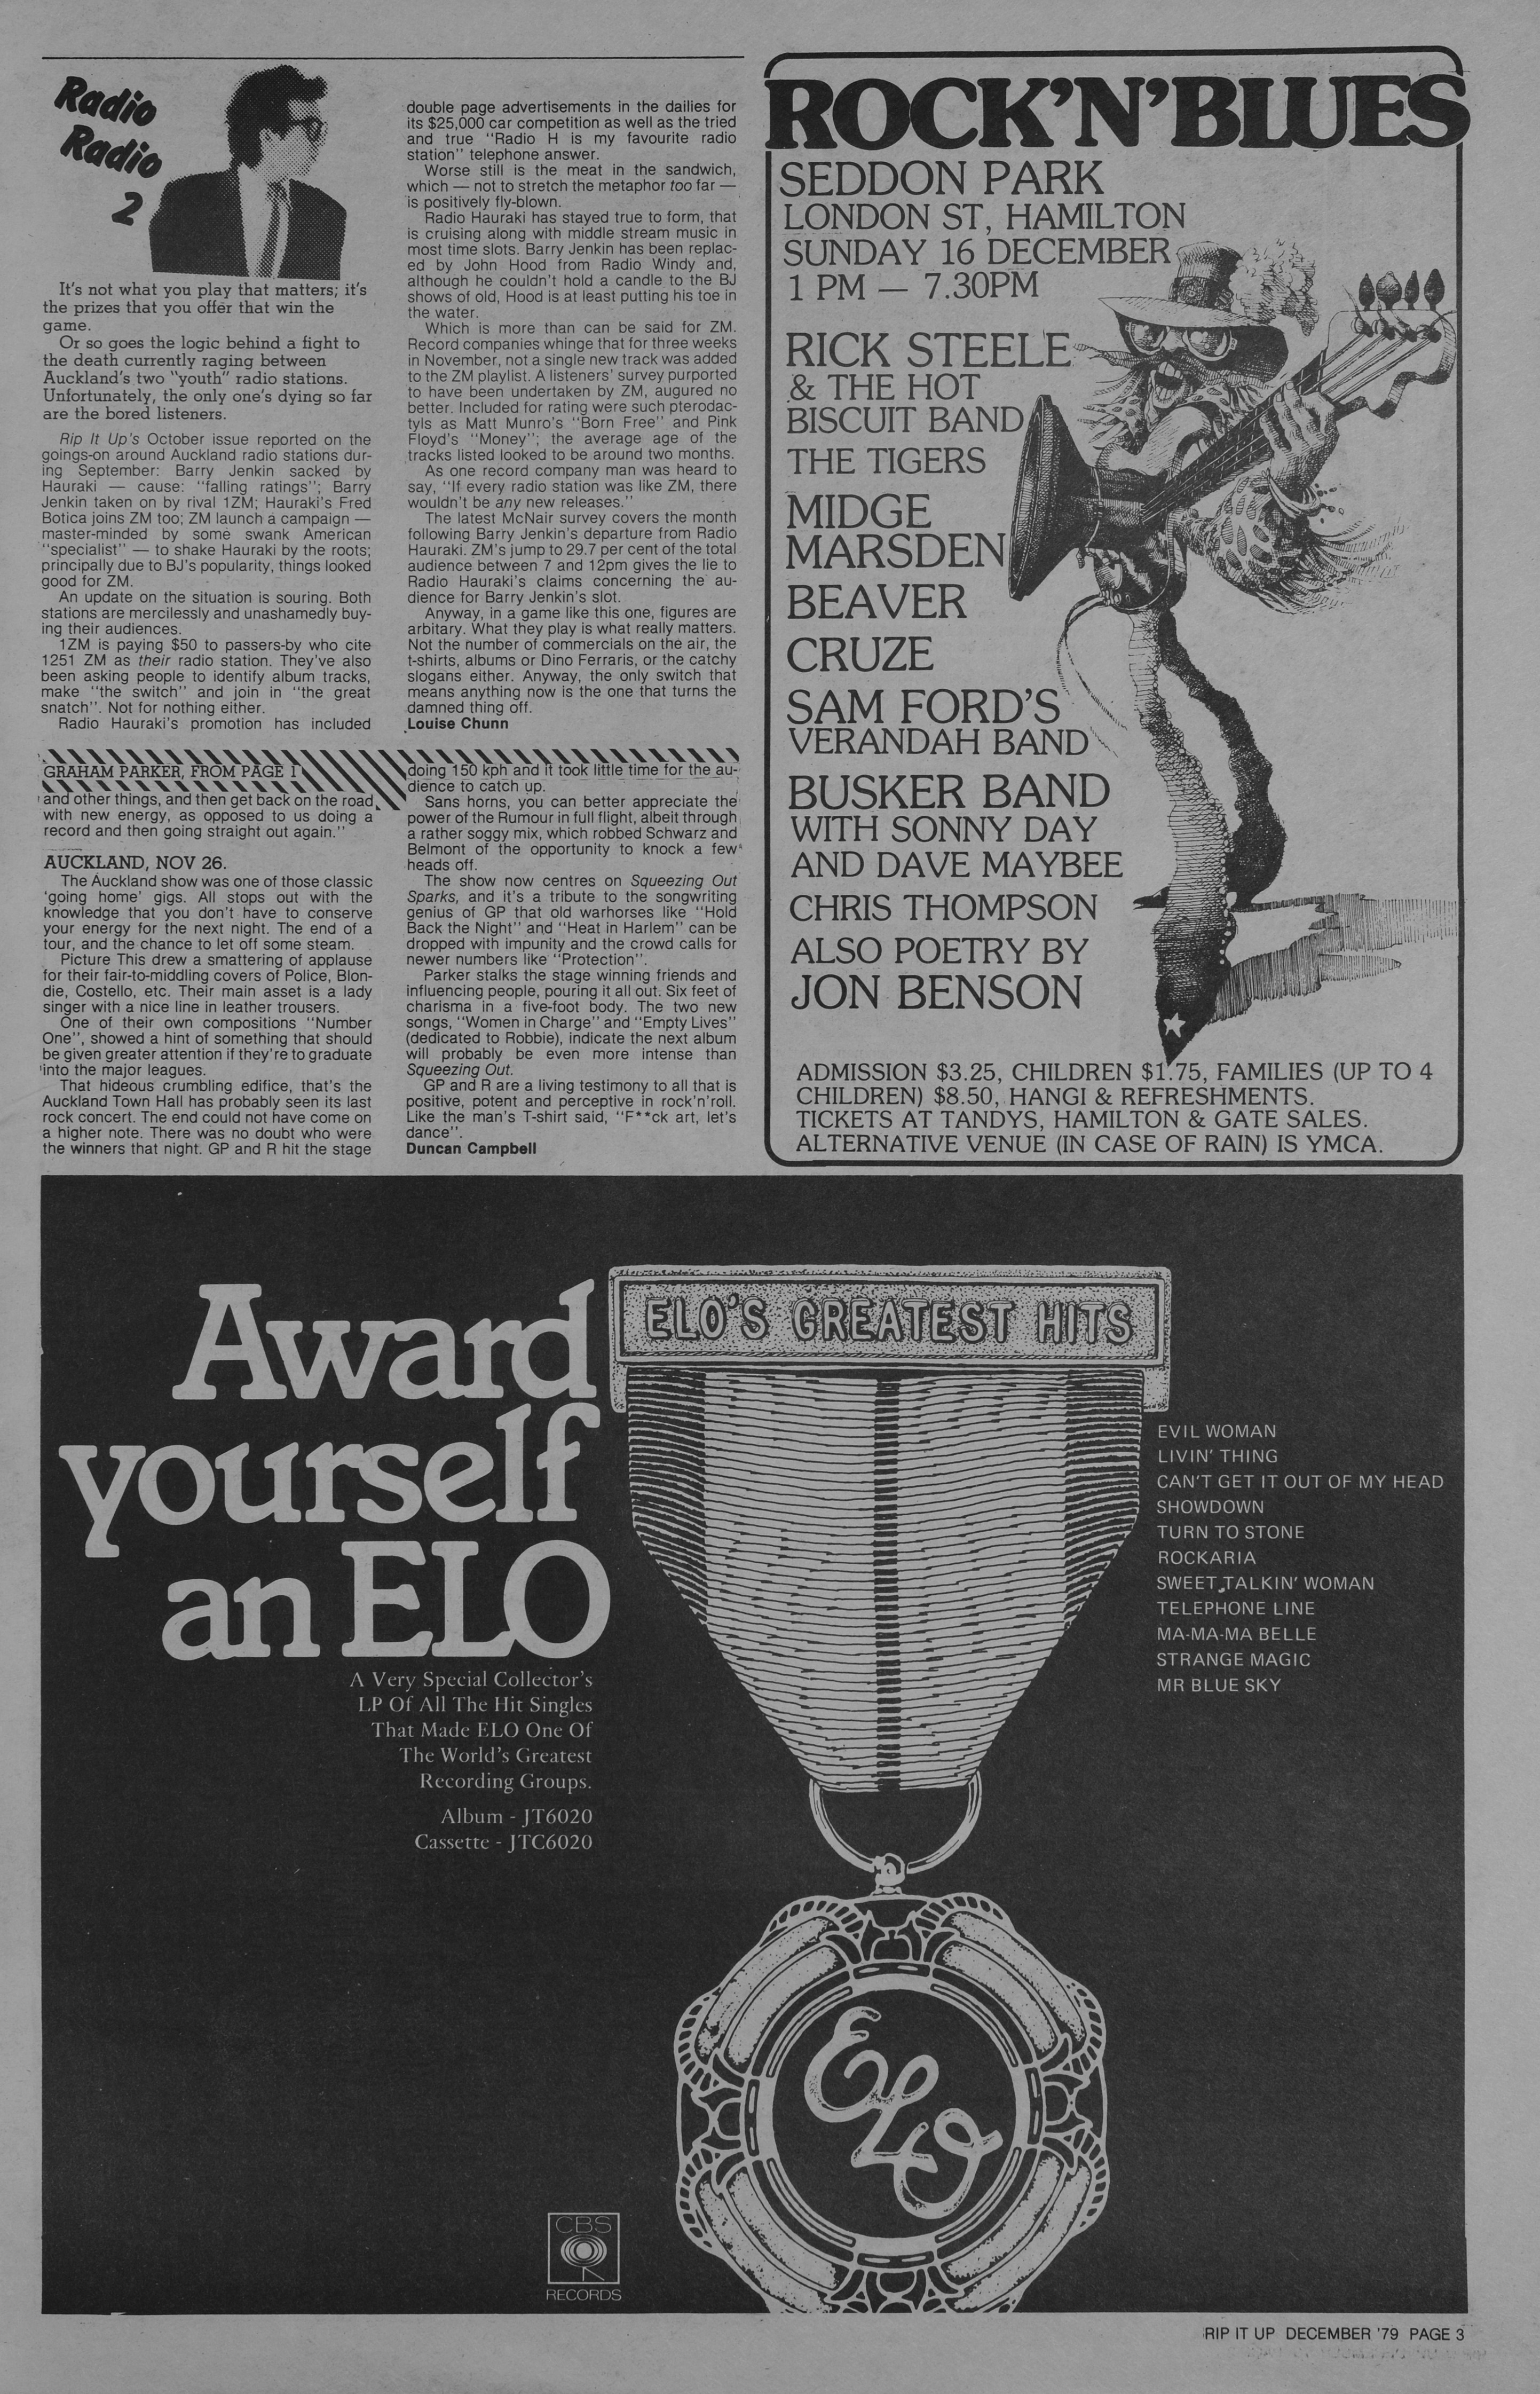 Radio
Radio
2
It's not what you play that matters; it's
the prizes that you offer that win the
game.
Or so goes the logic behind a fight to
the death currently raging between
Auckland's two "youth" radio stations.
Unfortunately, the only one's dying so far
are the bored listeners.
Rip It Up's October issue reported on the
goings-on around Auckland radio stations dur-
ing September: Barry Jenkin sacked by
Hauraki — cause: "falling ratings"; Barry
Jenkin taken on by rival 1ZM; Hauraki's Fred
Botica joins ZM too; ZM launch a campaign —
master-minded by some swank American
"specialist" — to shake Hauraki by the roots;
principally due to BJ's popularity, things looked
good for ZM.
An update on the situation is souring. Both
stations are mercilessly and unashamedly buy-
ing their audiences.
1ZM is paying $50 to passers-by who cite
1251 ZM as their radio station. They've also
been asking people to identify album tracks,
make "the switch" and join in "the great
snatch". Not for nothing either.
Radio Hauraki's promotion has included
double page advertisements in the dailies for
its $25,000 car competition as well as the tried
and true "Radio H is my favourite radio
station" telephone answer.
Worse still is the meat in the sandwich,
which — not to stretch the metaphor too far —
is positively fly-blown.
Radio Hauraki has stayed true to form, that
is cruising along with middle stream music in
most time slots. Barry Jenkin has been replac-
ed by John Hood from Radio Windy and,
although he couldn't hold a candle to the BJ
shows of old, Hood is at least putting his toe in
the water.
Which is more than can be said for ZM.
Record companies whinge that for three weeks
in November, not a single new track was added
to the ZM playlist. A listeners' survey purported
to have been undertaken by ZM, augured no
better. Included for rating were such pterodac-
tyls as Matt Munro's "Born Free" and Pink
Floyd's "Money"; the average age of the
tracks listed looked to be around two months.
As one record company man was heard to
say, "If every radio station was like ZM, there
wouldn't be any new releases."
The latest McNair survey covers the month
following Barry Jenkin's departure from Radio
Hauraki. ZM's jump to 29.7 per cent of the total
audience between 7 and 12pm gives the lie to
Radio Hauraki's claims concerning the au-
dience for Barry Jenkin's slot.
Anyway, in a game like this one, figures are
arbitary. What they play is what really matters.
Not the number of commercials on the air, the
t-shirts, albums or Dino Ferraris, or the catchy
slogans either. Anyway, the only switch that
means anything now is the one that turns the
damned thing off.
Louise Chunn
GRAHAM PARKER, FROM PAGE 1
and other things, and then get back on the road
with new energy, as opposed to us doing a
record and then going straight out again."
AUCKLAND, NOV 26.
The Auckland show was one of those classic
'going home' gigs. All stops out with the
knowledge that you don't have to conserve
your energy for the next night. The end of a
tour, and the chance to let off some steam.
Picture This drew a smattering of applause
for their fair-to-middling covers of Police, Blon-
die, Costello, etc. Their main asset is a lady
singer with a nice line in leather trousers.
One of their own compositions "Number
One", showed a hint of something that should
be given greater attention if they're to graduate
into the major leagues.
That hideous crumbling edifice, that's the
Auckland Town Hall has probably seen its last
rock concert. The end could not have come on
a higher note. There was no doubt who were
the winners that night. GP and R hit the stage
doing 150 kph and it took little time for the au-
dience to catch up.
Sans horns, you can better appreciate the
power of the Rumour in full flight, albeit through
a rather soggy mix, which robbed Schwarz and
Belmont of the opportunity to knock a few
heads off.
The show now centres on Squeezing Out
Sparks, and it's a tribute to the songwriting
genius of GP that old warhorses like "Hold
Back the Night" and "Heat in Harlem" can be
dropped with impunity and the crowd calls for
newer numbers like "Protection".
Parker stalks the stage winning friends and
influencing people, pouring it all out. Six feet of
charisma in a five-foot body. The two new
songs, "Women in Charge" and "Empty Lives"
(dedicated to Robbie), indicate the next album
will probably be even more intense than
Squeezing Out.
GP and R are a living testimony to all that is
positive, potent and perceptive in rock'n'roll.
Like the man's T-shirt said, "F**ck art, let's
dance".
Duncan Campbell
ROCK'N'BLUES
SEDDON PARK
LONDON ST, HAMILTON
SUNDAY 16 DECEMBER
1 PM — 7.30PM
RICK STEELE
& THE HOT
BISCUIT BAND
THE TIGERS
MIDGE
MARSDEN
BEAVER
CRUZE
SAM FORD'S
VERANDAH BAND
BUSKER BAND
WITH SONNY DAY
AND DAVE MAYBEE
CHRIS THOMPSON
ALSO POETRY BY
JON BENSON
ADMISSION $3.25, CHILDREN $1.75, FAMILIES (UP TO 4
CHILDREN) $8.50, HANGI & REFRESHMENTS.
TICKETS AT TANDYS, HAMILTON & GATE SALES.
ALTERNATIVE VENUE (IN CASE OF RAIN) IS YMCA.
Award
yourself
an ELO
A Very Special Collector's
LP Of All The Hit Singles
That Made ELO One Of
The World's Greatest
Recording Groups.
Album - JT6020
Cassette - JTC6020
ELO'S GREATEST HITS
EVIL WOMAN
LIVIN' THING
CAN'T GET IT OUT OF MY HEAD
SHOWDOWN
TURN TO STONE
ROCKARIA
SWEET TALKIN' WOMAN
TELEPHONE LINE
MA-MA-MA BELLE
STRANGE MAGIC
MR BLUE SKY
ELO
CBS
RECORDS
RIP IT UP DECEMBER '79 PAGE 3